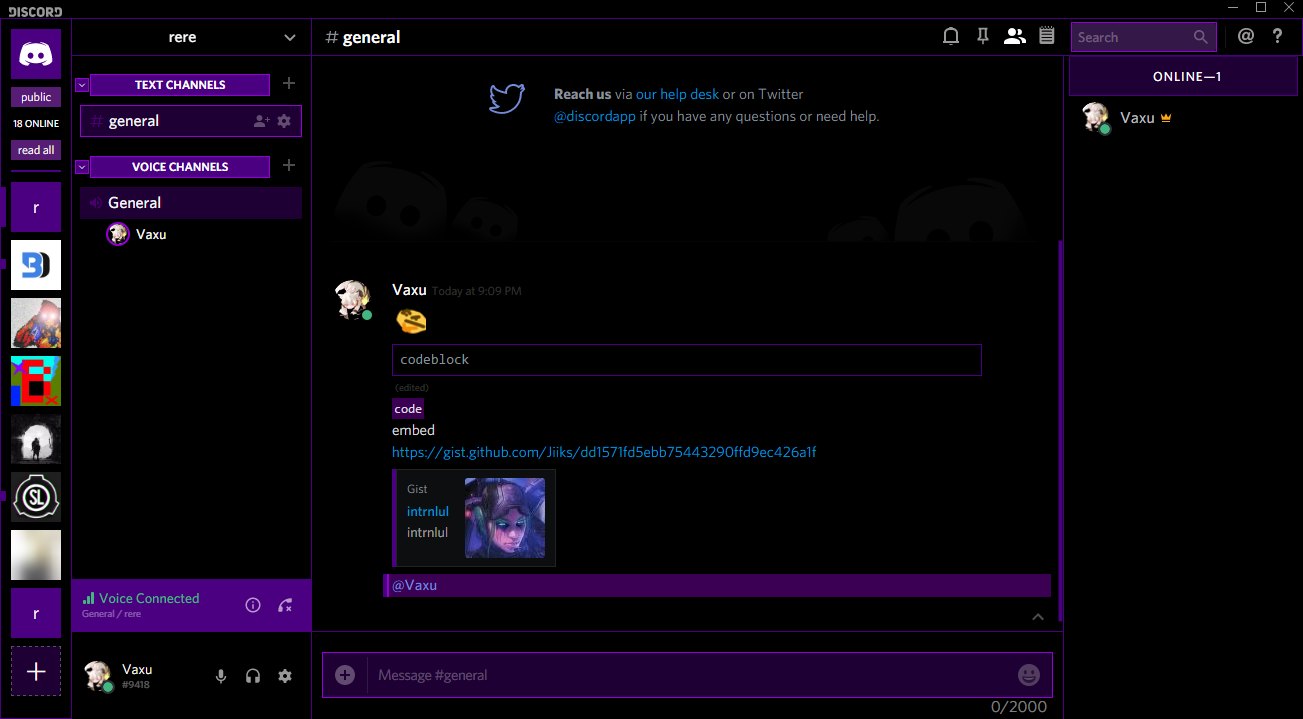 DISCORD
public
18 ONLINE
read all
r
SL
r
rere
TEXT CHANNELS
# general
VOICE CHANNELS
General
Vaxu
Voice Connected
General / rere
Vaxu
#9418
# general
Search
@ ?
Reach us via our help desk or on Twitter
@discordapp if you have any questions or need help.
Vaxu Today at 9:09 PM
codeblock
(edited)
code
embed
https://gist.github.com/Jiiks/dd1571fd5ebb75443290ffd9ec426a1f
Gist
intrnlul
intrnlul
@Vaxu
Message #general
0/2000
ONLINE—1
Vaxu